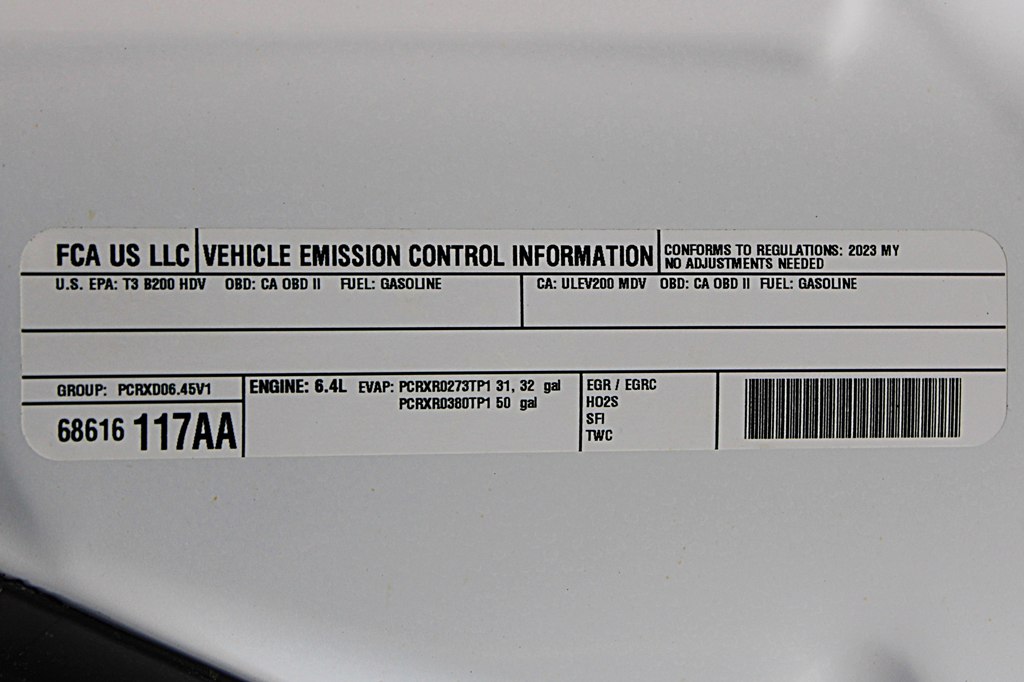 FCA US LLC VEHICLE EMISSION CONTROL INFORMATION CONFORMS TO REGULATIONS: 2023 MY
NO ADJUSTMENTS NEEDED
U.S. EPA: T3 B200 HDV OBD: CA OBD II FUEL: GASOLINE CA: ULEV200 MDV OBD: CA OBD II FUEL: GASOLINE
GROUP: PCRXD06.45V1
68616 117AA
ENGINE: 6.4L EVAP: PCRXR0273TP1 31, 32 gal
PCRXR0380TP1 50 gal
EGR / EGRC
HO2S
SFI
TWC